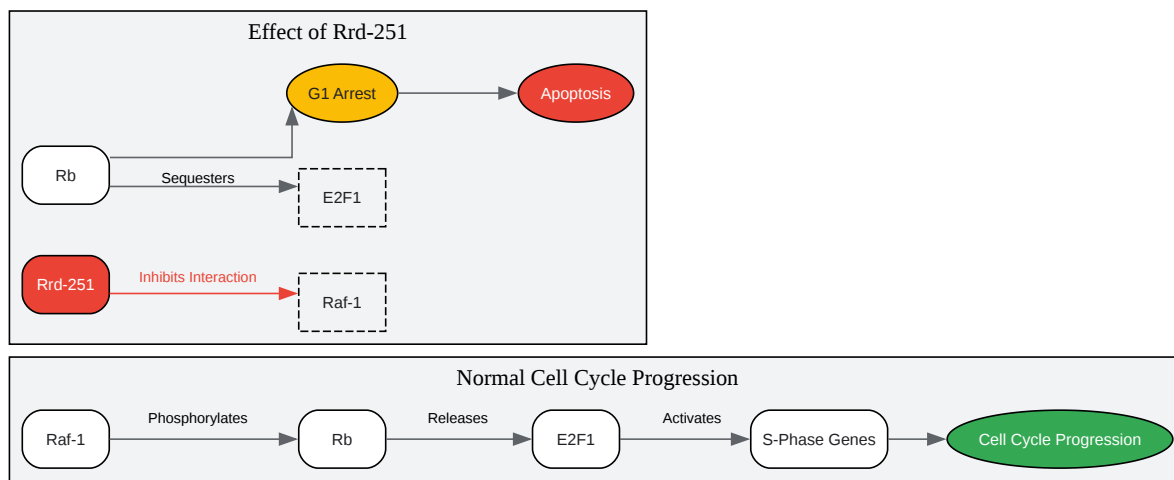 Effect of Rrd-251
G1 Arrest
Apoptosis
Rb
Sequesters
E2F1
Rrd-251
Inhibits Interaction
Raf-1
Normal Cell Cycle Progression
Raf-1
Phosphorylates
Rb
Releases
E2F1
Activates
S-Phase Genes
Cell Cycle Progression